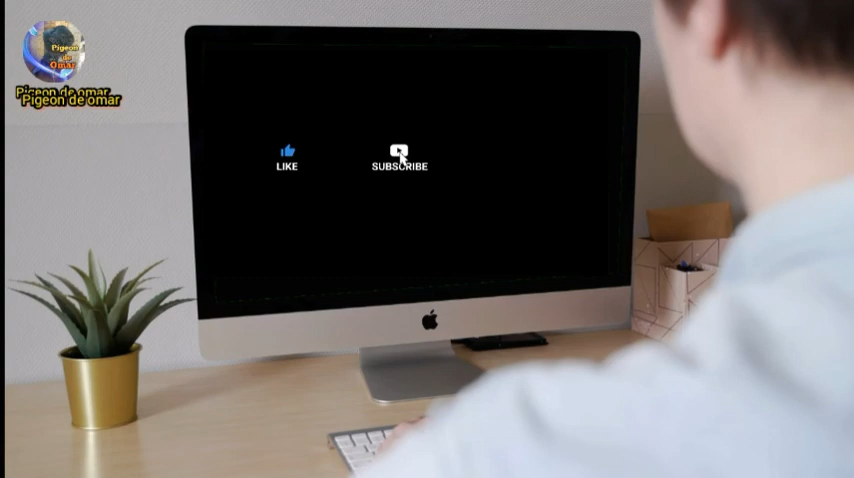 Pigeon
de
Omar
Pigeon de omar
Pigeon de omar
LIKE
SUBSCRIBE